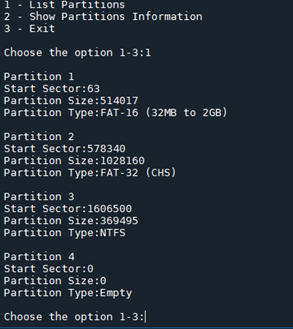 1 - List Partitions
2 - Show Partitions Information
3 - Exit
Choose the option 1-3:1
Partition 1
Start Sector:63
Partition Size:514017
Partition Type:FAT-16 (32MB to 2GB)
Partition 2
Start Sector:578340
Partition Size:1028160
Partition Type:FAT-32 (CHS)
Partition 3
Start Sector:1606500
Partition Size:369495
Partition Type:NTFS
Partition 4
Start Sector:0
Partition Size:0
Partition Type:Empty
Choose the option 1-3: